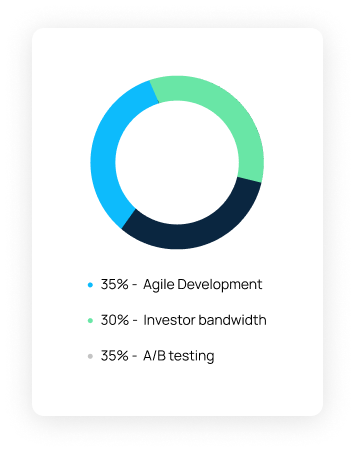 35% - Agile Development
30% - Investor bandwidth
35% - A/B testing